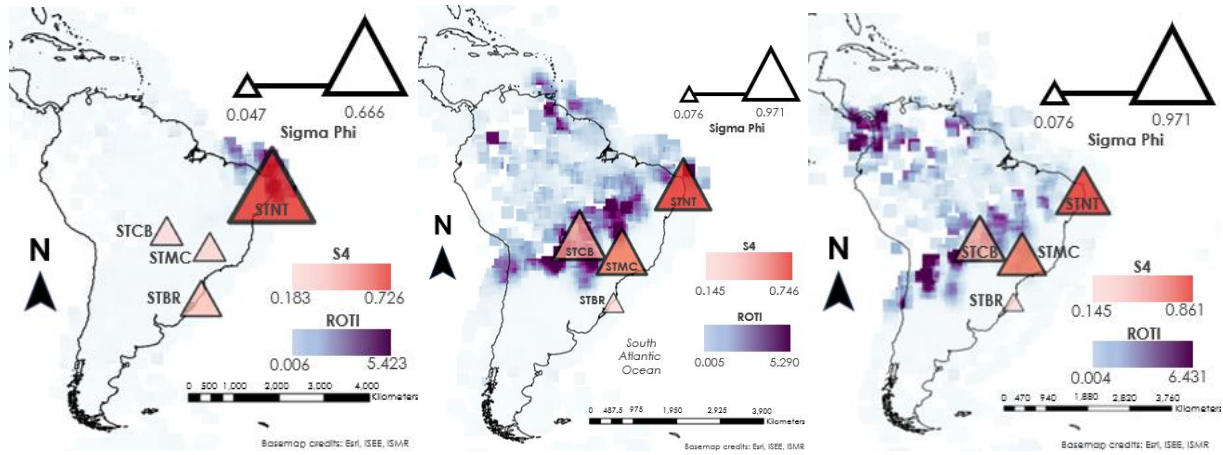 0.047
0.666
Sigma Phi
STNT
STCB
STMC
STBR
N
S4
0.183
0.726
ROTI
0.006
5.423
0 500 1,000 2,000 3,000 4,000
Kilometers
Basemap credits: Esri, ISEE, ISMR
0.076
0.971
Sigma Phi
STNT
STCB
STMC
STBR
N
S4
0.145
0.746
ROTI
0.005
5.290
South
Atlantic
Ocean
0 487.5 975 1,950 2,925 3,900
Kilometers
Basemap credits: Esri, ISEE, ISMR
0.076
0.971
Sigma Phi
STNT
STCB
STMC
STBR
N
S4
0.145
0.861
ROTI
0.004
6.431
0 470 940 1,880 2,820 3,760
Kilometers
Basemap credits: Esri, ISEE, ISMR